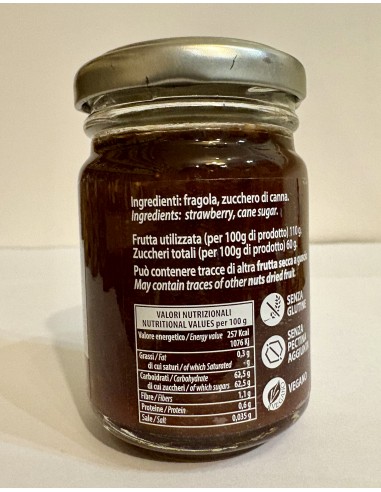 Ingredienti: fragola, zucchero di canna.
Ingredients: strawberry, cane sugar.
Frutta utilizzata (per 100g di prodotto) 110 g.
Zuccheri totali (per 100g di prodotto) 60 g.
Può contenere tracce di altra frutta secca a guscio.
May contain traces of other nuts dried fruit.
VALORI NUTRIZIONALI
NUTRITIONAL VALUES per 100 g
Valore energetico / Energy value 257 Kcal
1076 Kj
Grassi / Fat 0,3 g
di cui saturi / of which Saturated - g
Carboidrati / Carbohydrate 63,5 g
di cui zuccheri / of which sugars 62,5 g
Fibre / Fibers 1,1 g
Proteine / Protein 0,6 g
Sale / Salt 0,035 g
SENZA
GLUTINE
SENZA
PECTINA
AGGIUNTA
VEGANO